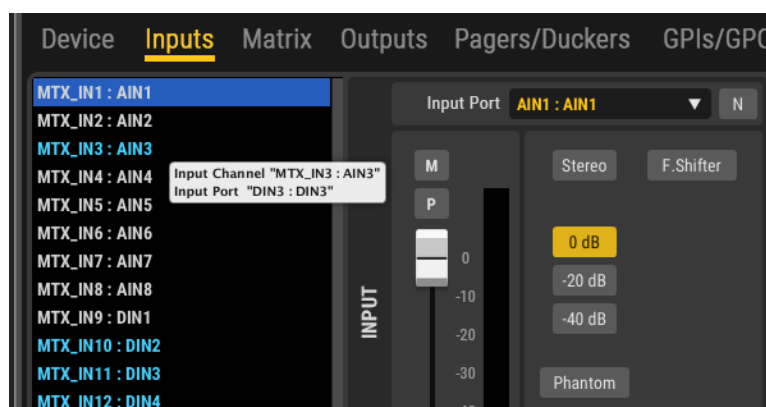 Device Inputs Matrix Outputs Pagers/Duckers GPIs/GPO
MTX_IN1 : AIN1
MTX_IN2 : AIN2
MTX_IN3 : AIN3
MTX_IN4 : AIN4
MTX_IN5 : AIN5
MTX_IN6 : AIN6
MTX_IN7 : AIN7
MTX_IN8 : AIN8
MTX_IN9 : DIN1
MTX_IN10 : DIN2
MTX_IN11 : DIN3
MTX_IN12 : DIN4
Input Channel "MTX_IN3 : AIN3"
Input Port "DIN3 : DIN3"
INPUT
Input Port AIN1 : AIN1 N
M
P
0
-10
-20
-30
Stereo F.Shifter
0 dB
-20 dB
-40 dB
Phantom